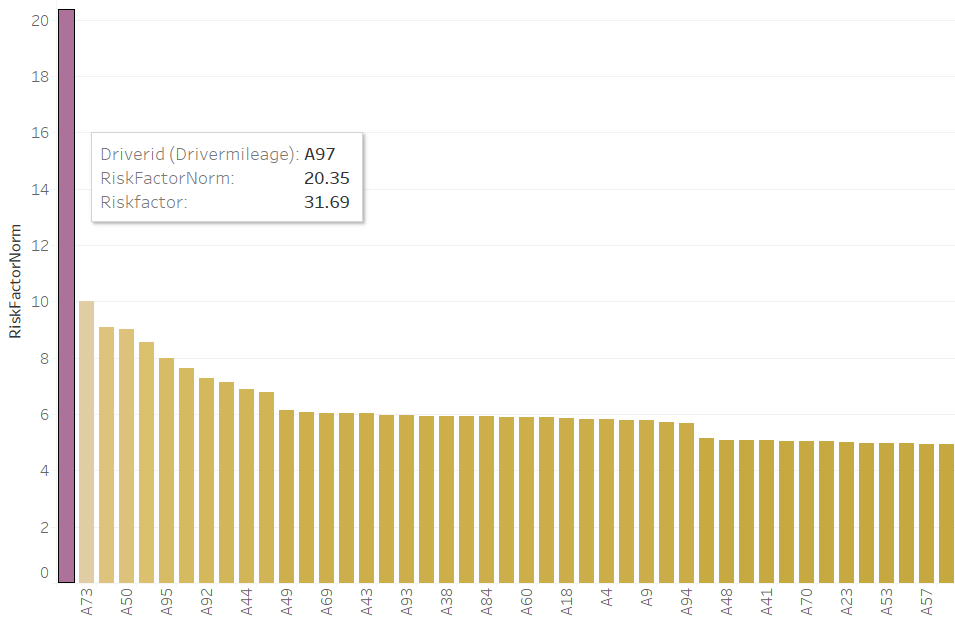 20
18
16
14
12
10
8
6
4
2
0
RiskFactorNorm
Driverid (Drivermileage): A97
RiskFactorNorm: 20.35
Riskfactor: 31.69
A73 A50 A95 A92 A44 A49 A69 A43 A93 A38 A84 A60 A18 A4 A9 A94 A48 A41 A70 A23 A53 A57